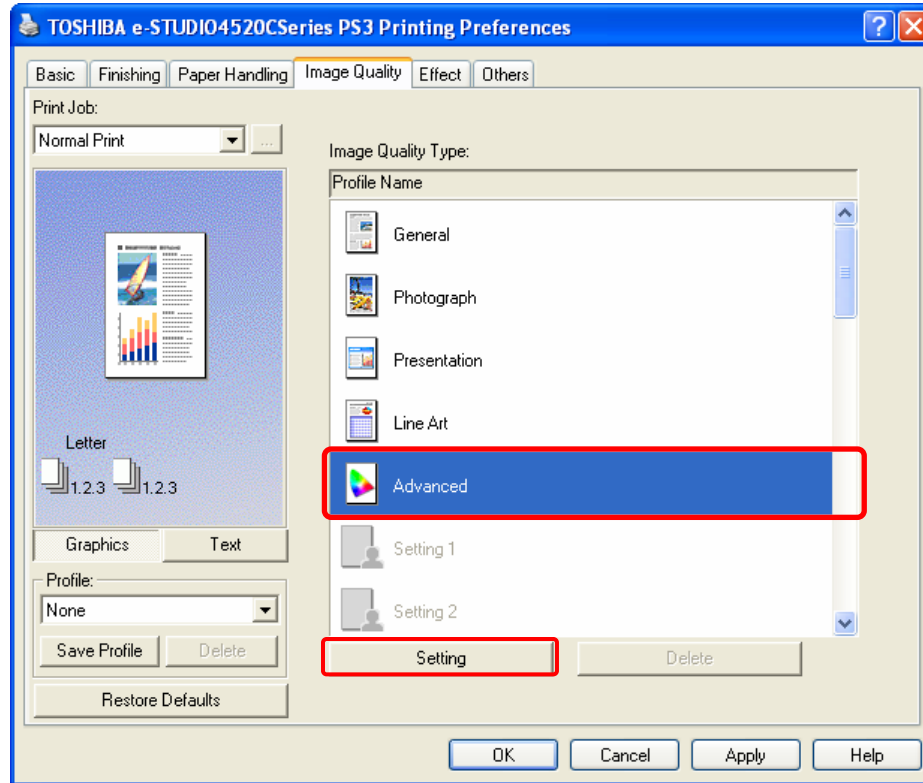 TOSHIBA e-STUDIO4520CSeries PS3 Printing Preferences
Basic
Finishing
Paper Handling
Image Quality
Effect
Others
Print Job:
Normal Print
...
Letter
1.2.3
1.2.3
Graphics
Text
Profile:
None
Save Profile
Delete
Restore Defaults
Image Quality Type:
Profile Name
General
Photograph
Presentation
Line Art
Advanced
Setting 1
Setting 2
Setting
Delete
OK
Cancel
Apply
Help